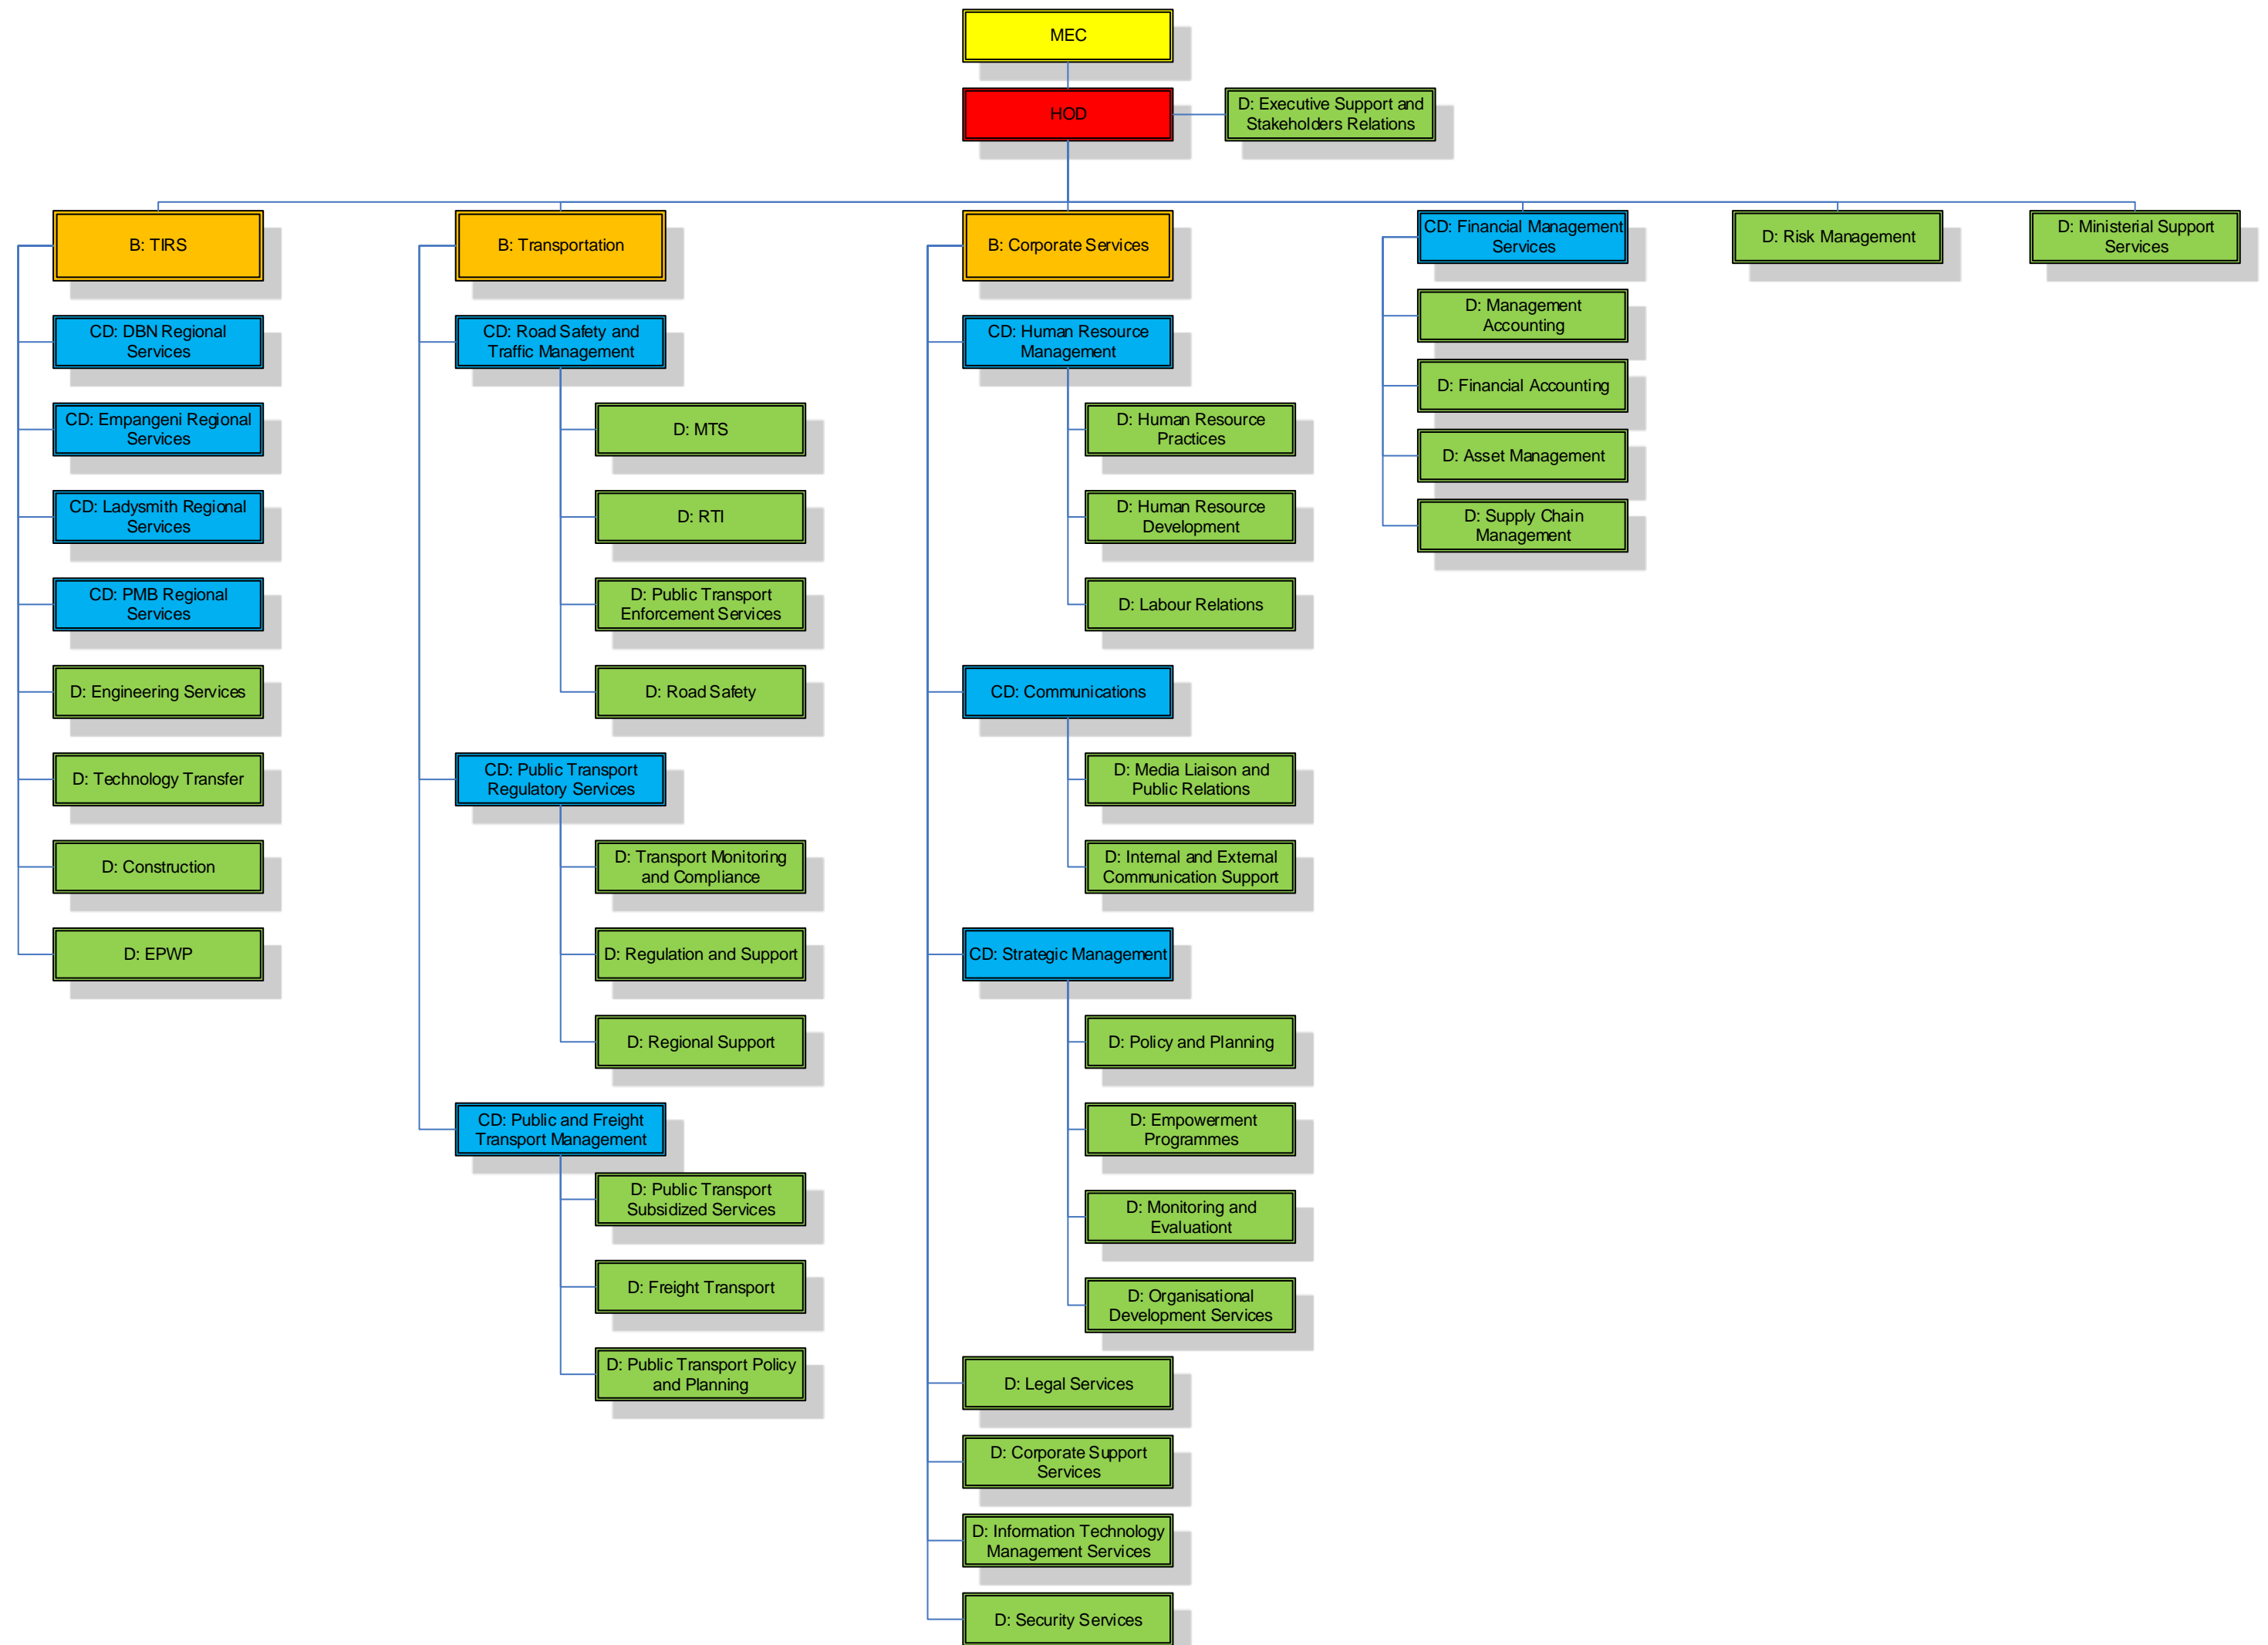 MEC
HOD
D: Executive Support and
Stakeholders Relations
B: TIRS
CD: DBN Regional
Services
CD: Empangeni Regional
Services
CD: Ladysmith Regional
Services
CD: PMB Regional
Services
D: Engineering Services
D: Technology Transfer
D: Construction
D: EPWP
B: Transportation
CD: Road Safety and
Traffic Management
D: MTS
D: RTI
D: Public Transport
Enforcement Services
D: Road Safety
CD: Public Transport
Regulatory Services
D: Transport Monitoring
and Compliance
D: Regulation and Support
D: Regional Support
CD: Public and Freight
Transport Management
D: Public Transport
Subsidized Services
D: Freight Transport
D: Public Transport Policy
and Planning
B: Corporate Services
CD: Human Resource
Management
D: Human Resource
Practices
D: Human Resource
Development
D: Labour Relations
CD: Communications
D: Media Liaison and
Public Relations
D: Internal and External
Communication Support
CD: Strategic Management
D: Policy and Planning
D: Empowerment
Programmes
D: Monitoring and
Evaluationt
D: Organisational
Development Services
D: Legal Services
D: Corporate Support
Services
D: Information Technology
Management Services
D: Security Services
CD: Financial Management
Services
D: Management
Accounting
D: Financial Accounting
D: Asset Management
D: Supply Chain
Management
D: Risk Management
D: Ministerial Support
Services